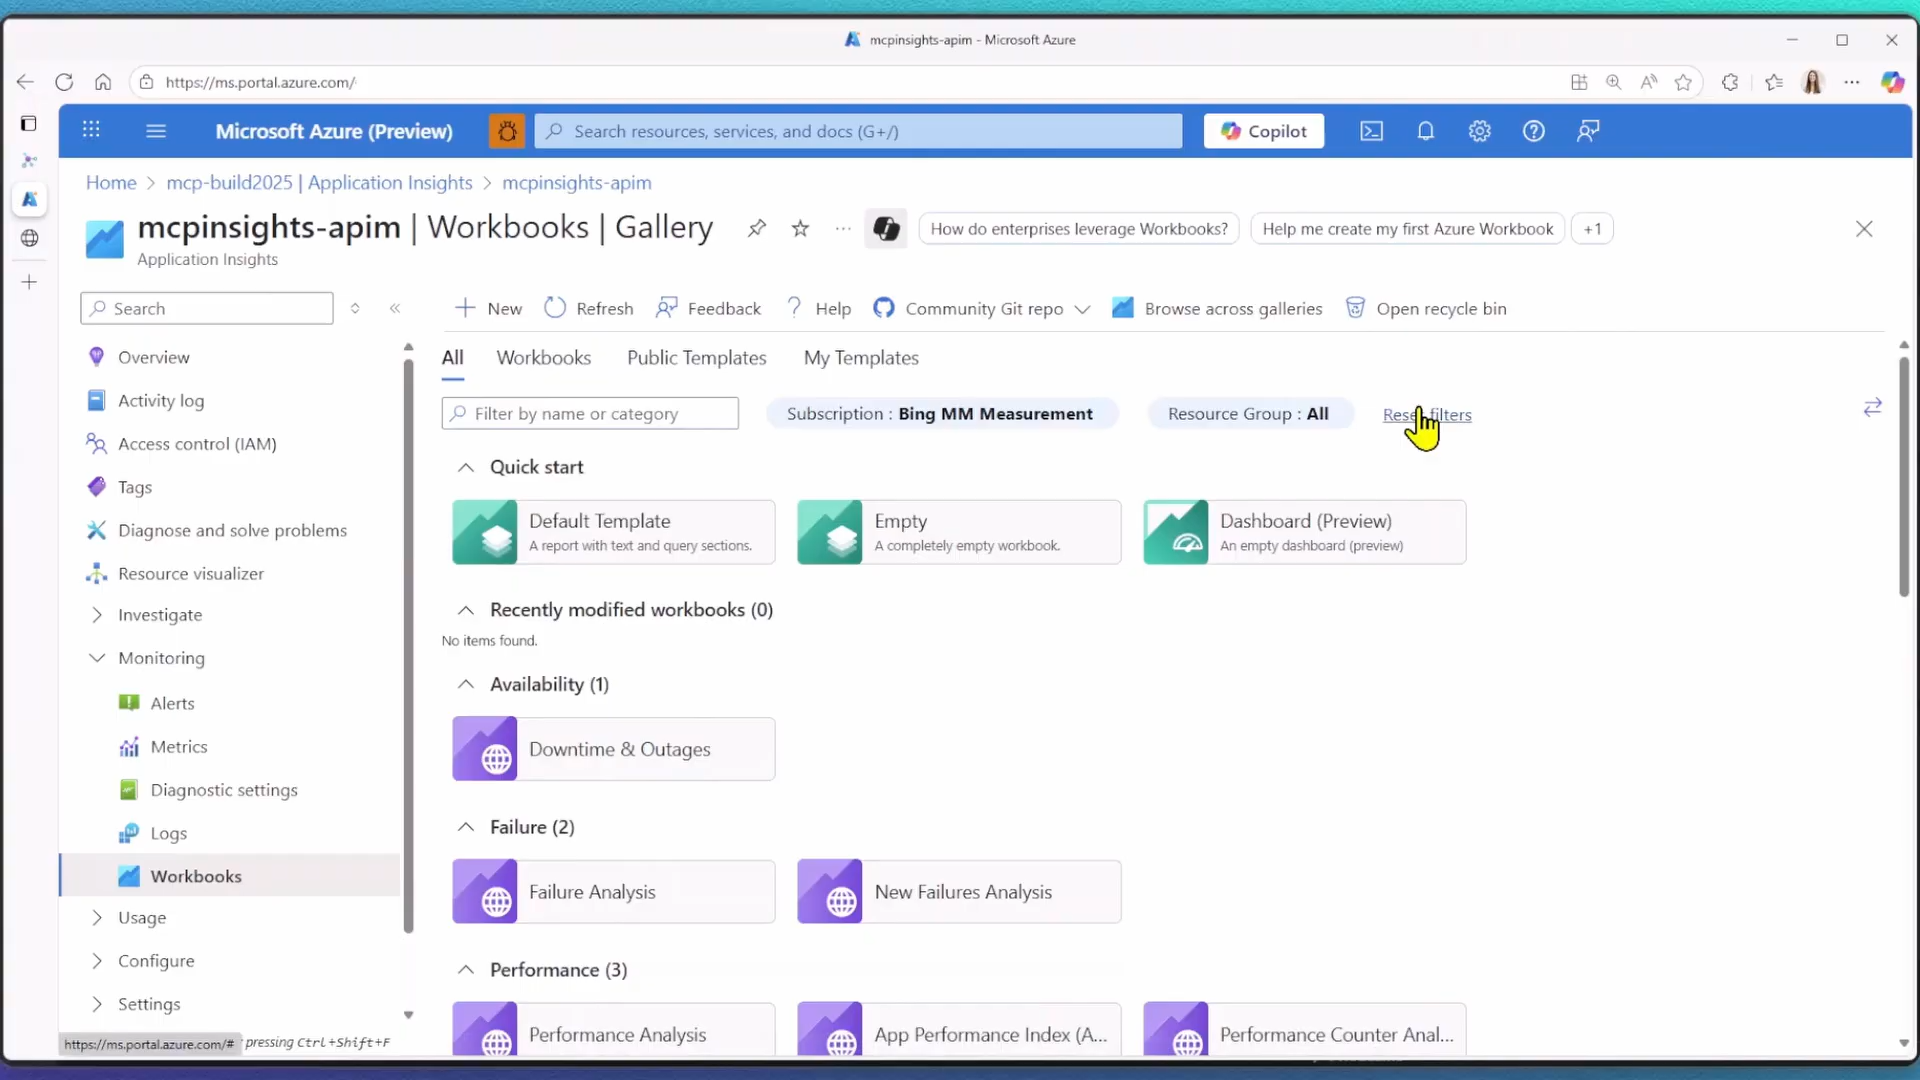 mcpinsights-apim - Microsoft Azure
https://ms.portal.azure.com/
Microsoft Azure (Preview)
Search resources, services, and docs (G+/)
Copilot
Home > mcp-build2025 | Application Insights > mcpinsights-apim
mcpinsights-apim | Workbooks | Gallery
How do enterprises leverage Workbooks?
Help me create my first Azure Workbook
+1
Application Insights
Search
New
Refresh
Feedback
Help
Community Git repo
Browse across galleries
Open recycle bin
Overview
Activity log
Access control (IAM)
Tags
Diagnose and solve problems
Resource visualizer
Investigate
Monitoring
Alerts
Metrics
Diagnostic settings
Logs
Workbooks
Usage
Configure
Settings
https://ms.portal.azure.com/#
pressing Ctrl+Shift+F
All
Workbooks
Public Templates
My Templates
Filter by name or category
Subscription : Bing MM Measurement
Resource Group : All
Reset filters
Quick start
Default Template
A report with text and query sections.
Empty
A completely empty workbook.
Dashboard (Preview)
An empty dashboard (preview)
Recently modified workbooks (0)
No items found.
Availability (1)
Downtime & Outages
Failure (2)
Failure Analysis
New Failures Analysis
Performance (3)
Performance Analysis
App Performance Index (A...
Performance Counter Anal...